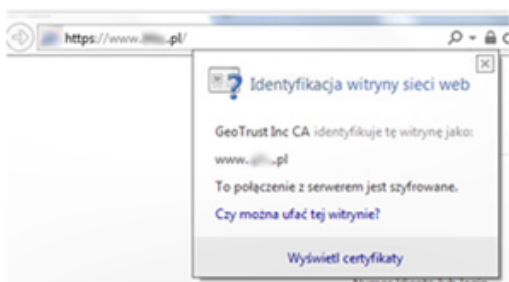 https://www. .pl/
Identyfikacja witryny sieci web
GeoTrust Inc CA identyfikuje tę witrynę jako:
www. .pl
To połączenie z serwerem jest szyfrowane.
Czy można ufać tej witrynie?
Wyświetl certyfikaty